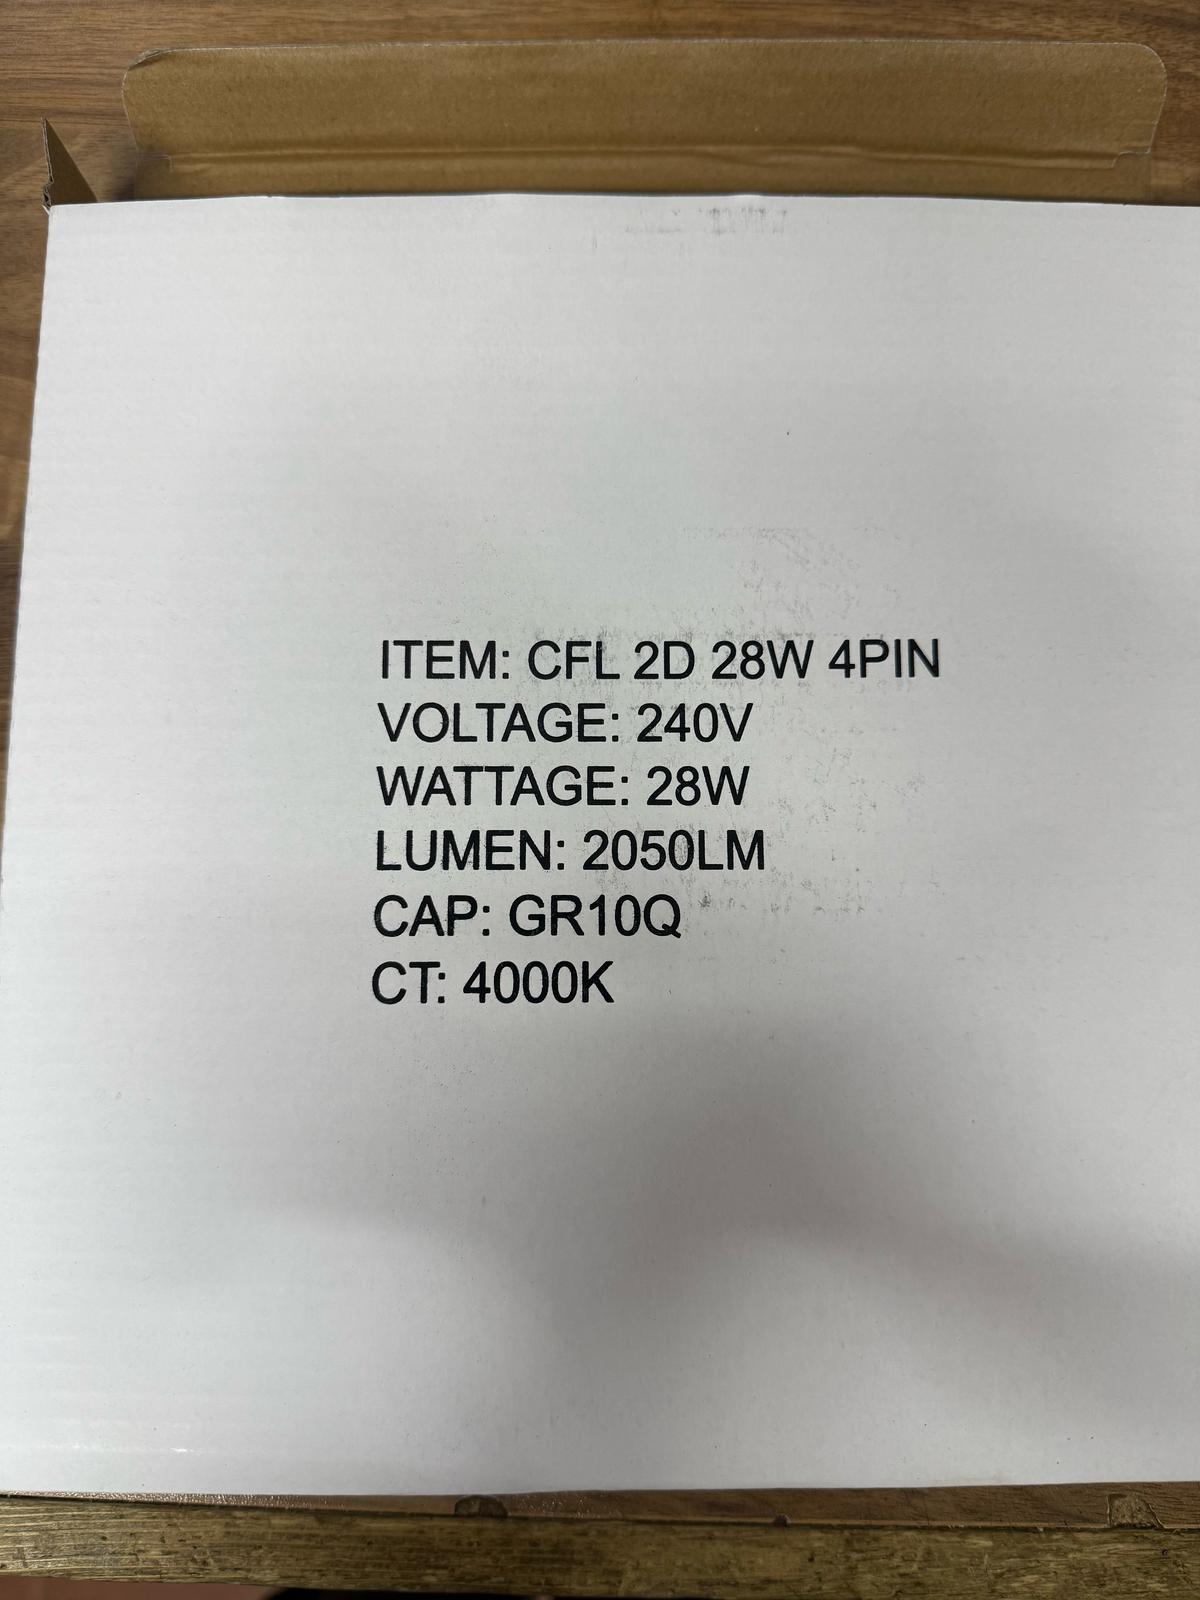 ITEM: CFL 2D 28W 4PIN
VOLTAGE: 240V
WATTAGE: 28W
LUMEN: 2050LM
CAP: GR10Q
CT: 4000K